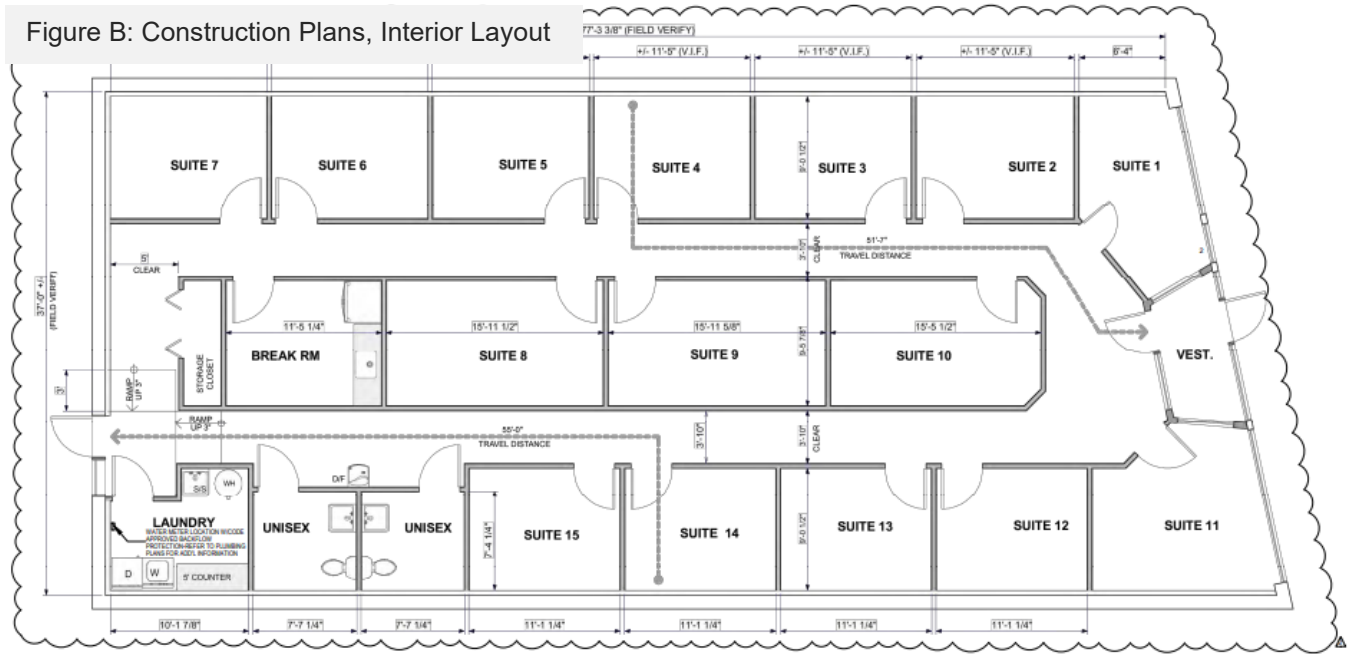 Figure B: Construction Plans, Interior Layout
77'-3 3/8" (FIELD VERIFY)
+/- 11'-5" (V.I.F.)
+/- 11'-5" (V.I.F.)
+/- 11'-5" (V.I.F.)
6'-4"
SUITE 7
SUITE 6
SUITE 5
SUITE 4
SUITE 3
SUITE 2
SUITE 1
9'-0 1/2"
37'-0" +/-
(FIELD VERIFY)
5'
CLEAR
3'-10"
CLEAR
51'-7"
TRAVEL DISTANCE
2
11'-5 1/4"
15'-11 1/2"
15'-11 5/8"
15'-5 1/2"
BREAK RM
SUITE 8
SUITE 9
SUITE 10
VEST.
9-5 7/8"
STORAGE
CLOSET
3'
RAMP
UP 3"
RAMP
UP 3"
55'-0"
TRAVEL DISTANCE
3'-10"
3'-10"
CLEAR
S/S
WH
D/F
LAUNDRY
WATER METER LOCATION W/CODE
APPROVED BACKFLOW
PROTECTION-REFER TO PLUMBING
PLANS FOR ADD'L INFORMATION
UNISEX
UNISEX
7'-4 1/4"
SUITE 15
SUITE 14
9'-0 1/2"
SUITE 13
SUITE 12
SUITE 11
D
W
5' COUNTER
10'-1 7/8"
7'-7 1/4"
7'-7 1/4"
11'-1 1/4"
11'-1 1/4"
11'-1 1/4"
11'-1 1/4"